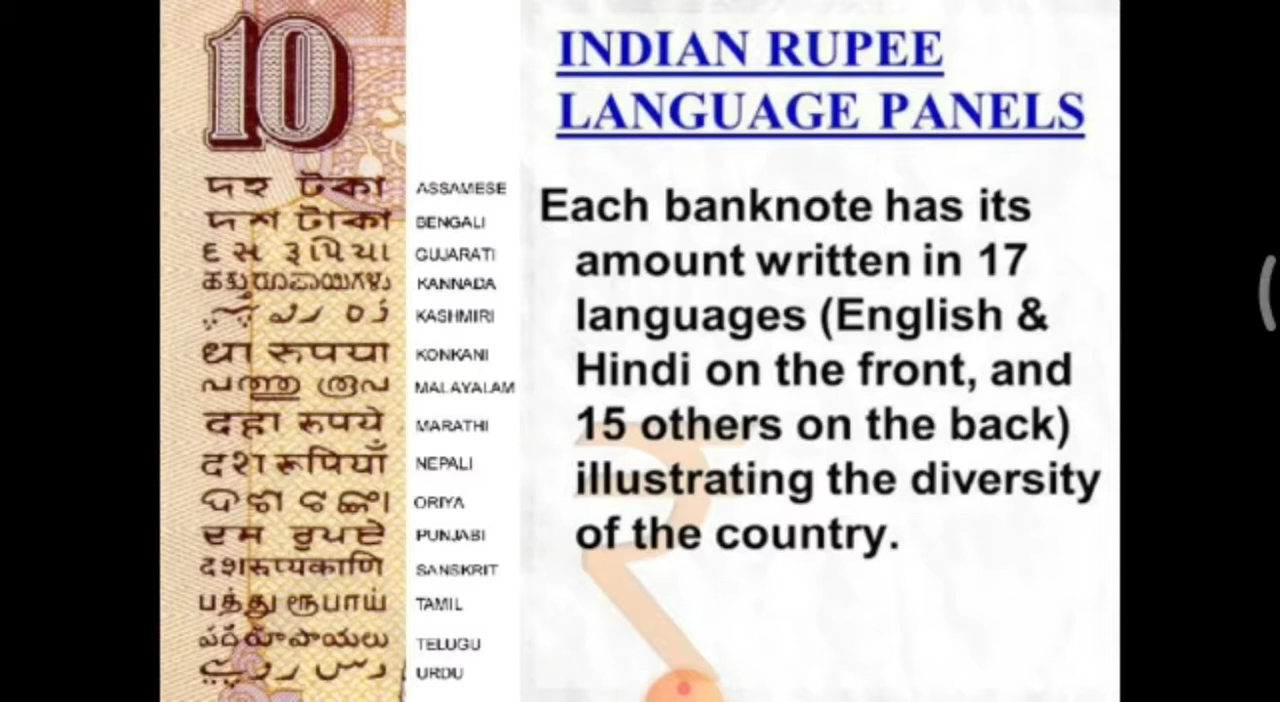 10
INDIAN RUPEE
LANGUAGE PANELS
দহ টকা ASSAMESE
দশ টাকা BENGALI
દસ રૂપિયા GUJARATI
ಹತ್ತು ರೂಪಾಯಿಗಳು KANNADA
KASHMIRI
धा रुपया KONKANI
പത്തു രൂപ MALAYALAM
दहा रुपये MARATHI
दश रूपियाँ NEPALI
ଦଶ ଟଙ୍କା ORIYA
ਦਸ ਰੁਪਏ PUNJABI
दशरूप्यकाणि SANSKRIT
பத்து ரூபாய் TAMIL
పది రూపాయలు TELUGU
دس روپیے URDU
Each banknote has its
amount written in 17
languages (English &
Hindi on the front, and
15 others on the back)
illustrating the diversity
of the country.